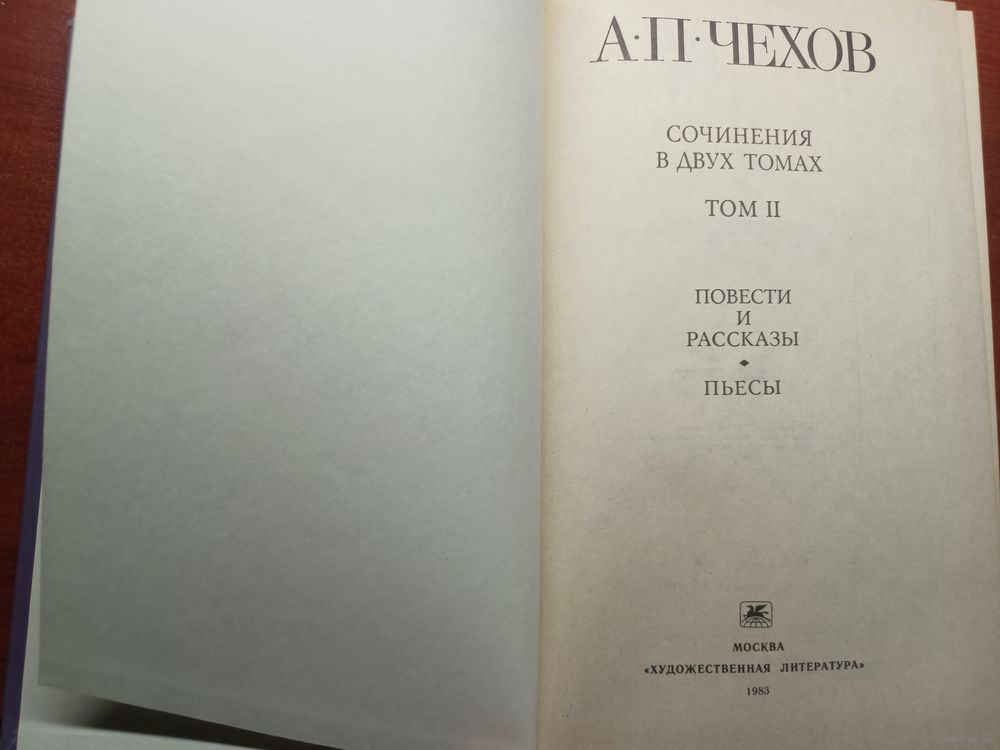 А·П·ЧЕХОВ
СОЧИНЕНИЯ
В ДВУХ ТОМАХ
ТОМ II
ПОВЕСТИ
И
РАССКАЗЫ
ПЬЕСЫ
МОСКВА
«ХУДОЖЕСТВЕННАЯ ЛИТЕРАТУРА»
1983